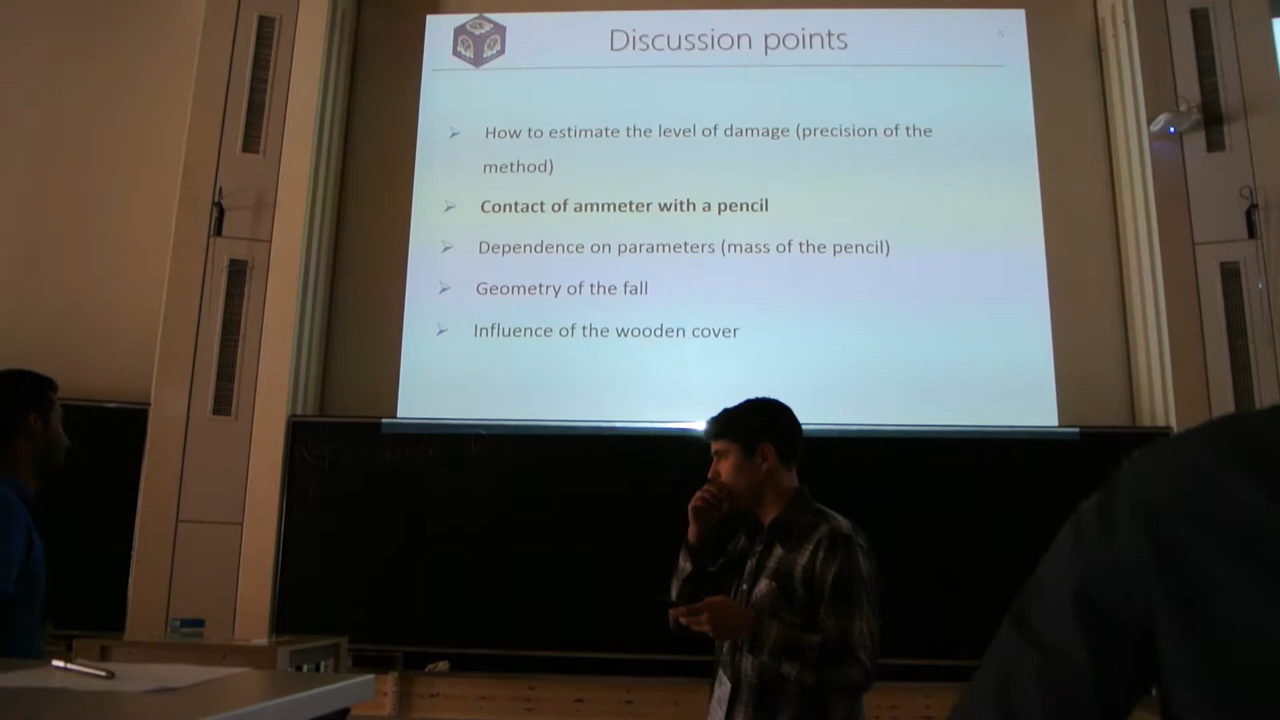 Discussion points
5
How to estimate the level of damage (precision of the
method)
Contact of ammeter with a pencil
Dependence on parameters (mass of the pencil)
Geometry of the fall
Influence of the wooden cover